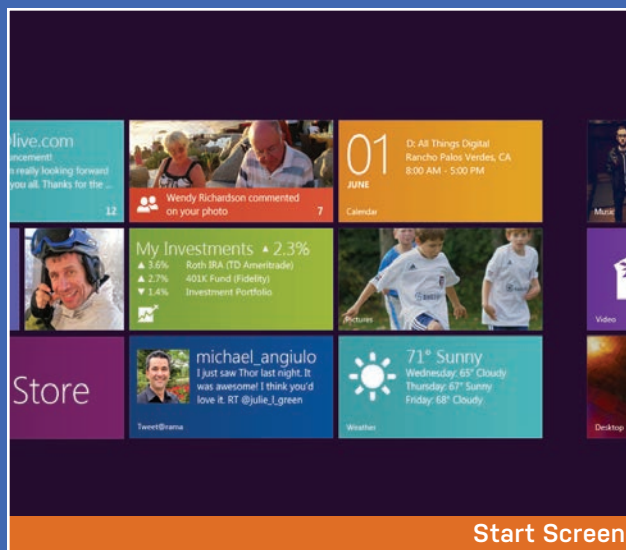 live.com
uncement!
really looking forward
you all. Thanks for the ...
12
Wendy Richardson commented
on your photo
7
01
JUNE
D: All Things Digital
Rancho Palos Verdes, CA
8:00 AM - 5:00 PM
Calendar
Music
My Investments ▲ 2.3%
▲ 3.6% Roth IRA (TD Ameritrade)
▲ 2.7% 401K Fund (Fidelity)
▼ 1.4% Investment Portfolio
Pictures
Video
Store
michael_angiulo
I just saw Thor last night. It
was awesome! I think you'd
love it. RT @julie_l_green
Tweet@rama
71° Sunny
Wednesday: 65° Cloudy
Thursday: 67° Sunny
Friday: 68° Cloudy
Weather
Desktop
Start Screen